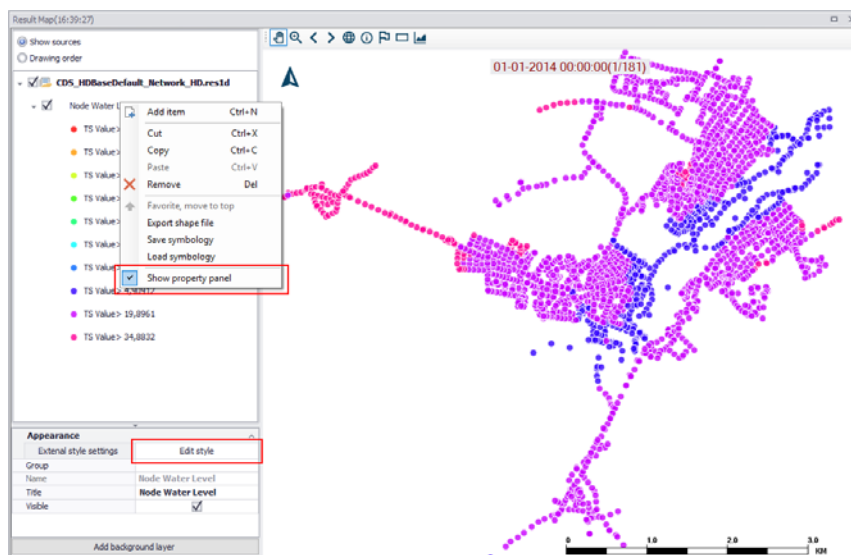 Result Map(16:39:27)
Show sources
Drawing order
CDS_HDBaseDefault_Network_HD.res1d
Node Water L
TS Value>
TS Value>
TS Value>
TS Value>
TS Value>
TS Value>
TS Value>
TS Value> 4,90917
TS Value> 19,8961
TS Value> 34,8832
Add item Ctrl+N
Cut Ctrl+X
Copy Ctrl+C
Paste Ctrl+V
Remove Del
Favorite, move to top
Export shape file
Save symbology
Load symbology
Show property panel
Appearance
Extenal style settings Edit style
Group
Name Node Water Level
Title Node Water Level
Visible
Add background layer
01-01-2014 00:00:00(1/181)
0 1.0 2.0 3.0
KM